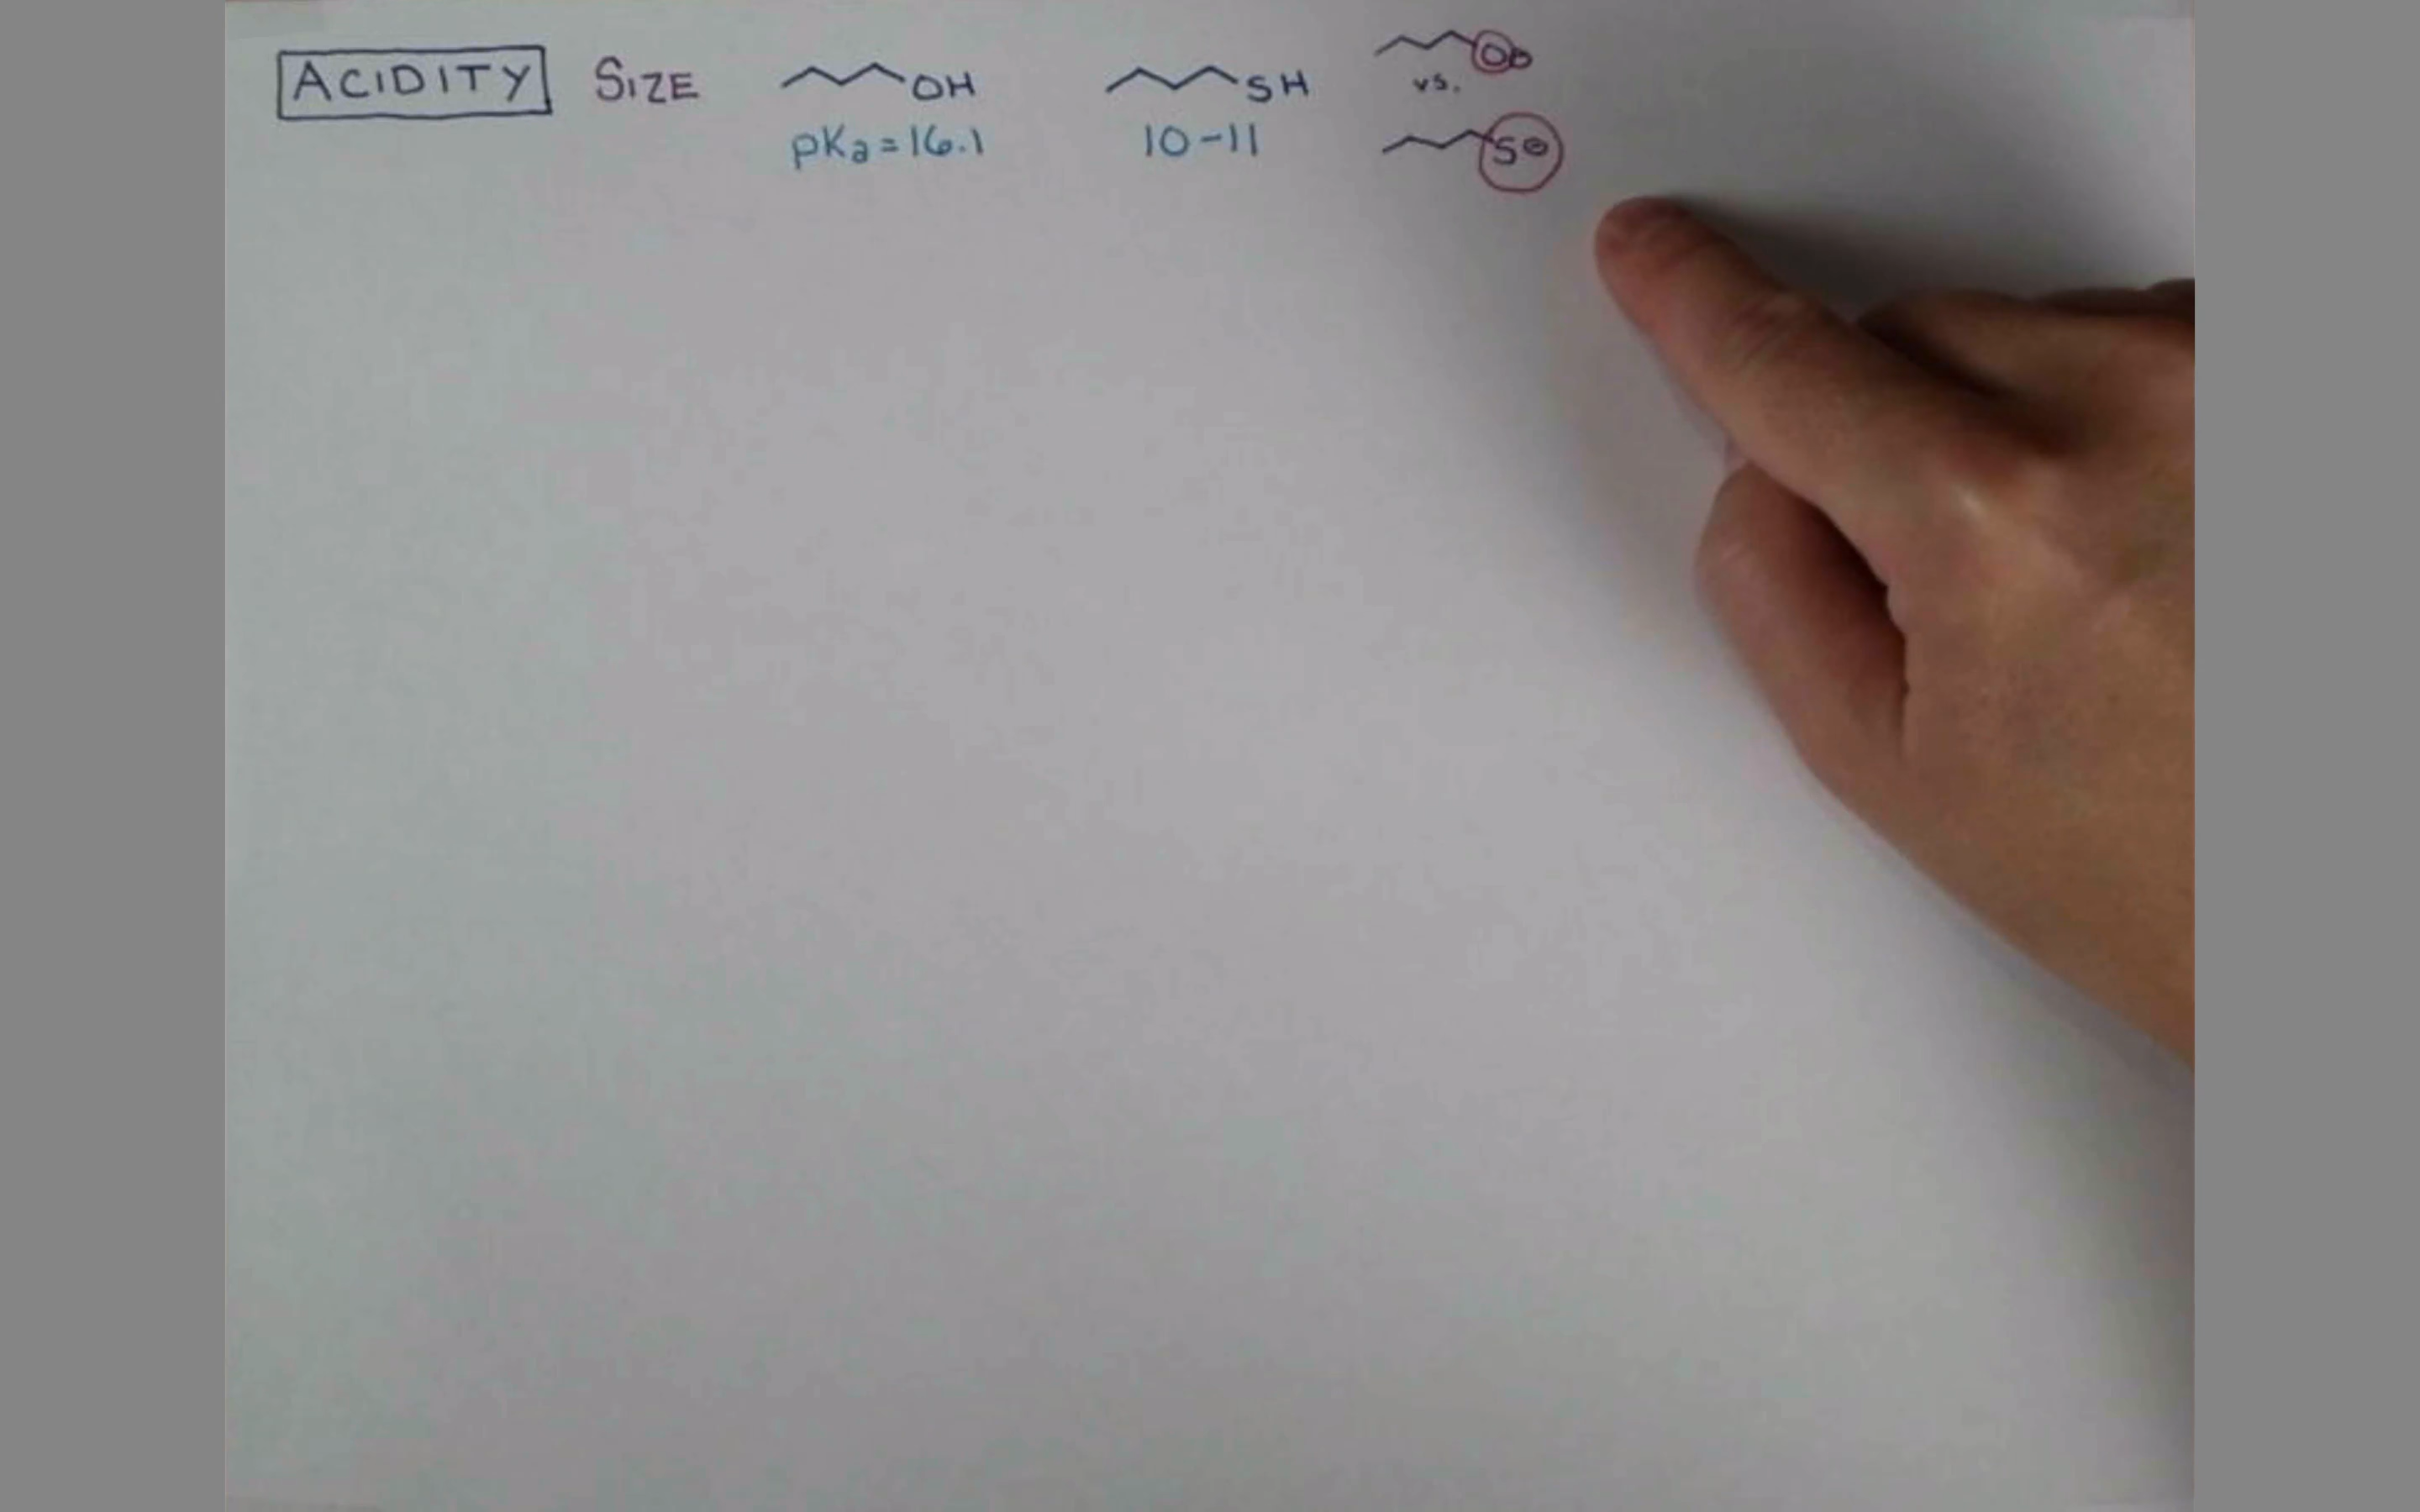 ACIDITY SIZE
OH
pKa = 16.1
SH
10-11
O⊖
vs.
S⊖